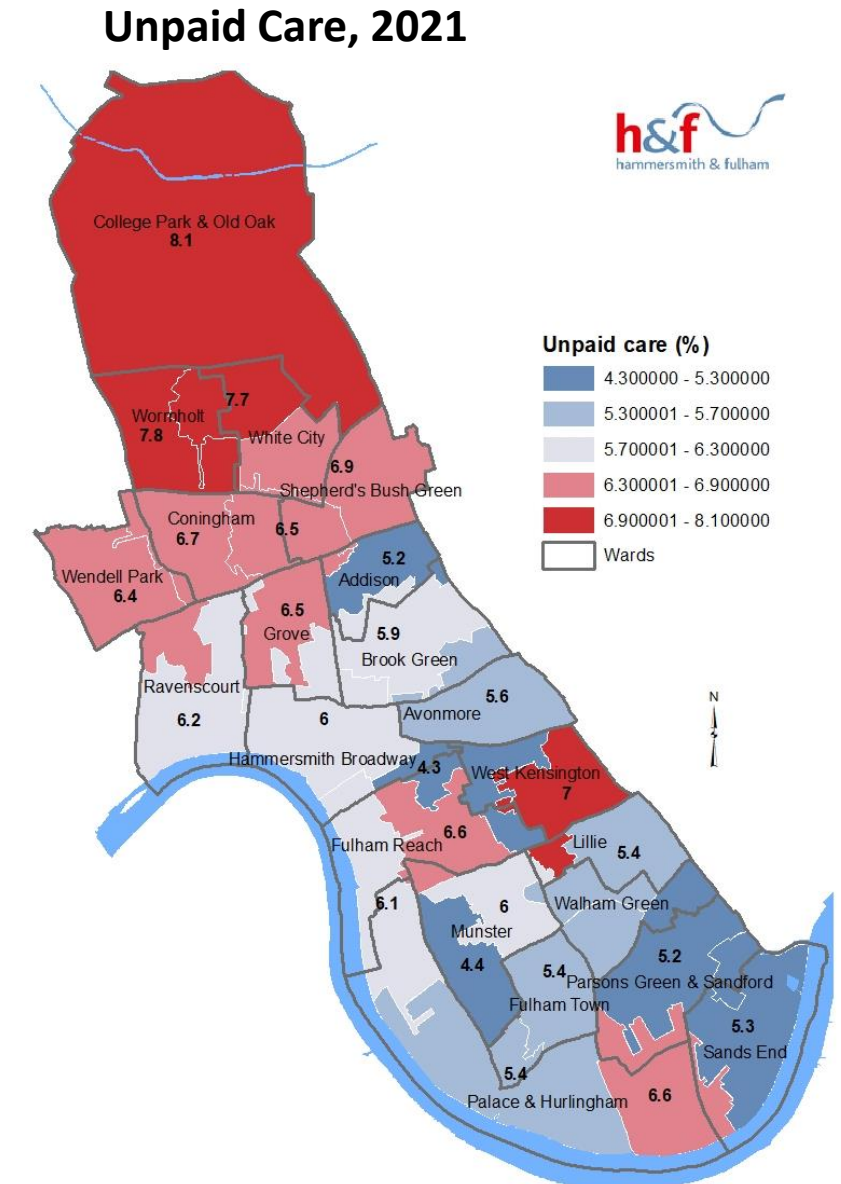 Unpaid Care, 2021
h&f
hammersmith & fulham
College Park & Old Oak
8.1
Unpaid care (%)
4.300000 - 5.300000
5.300001 - 5.700000
5.700001 - 6.300000
6.300001 - 6.900000
6.900001 - 8.100000
Wards
7.7
Wormholt
7.8
White City
6.9
Shepherd's Bush Green
Coningham
6.7
6.5
Wendell Park
6.4
5.2
Addison
6.5
Grove
5.9
Brook Green
Ravenscourt
6.2
6
Hammersmith Broadway
5.6
Avonmore
N
4.3
West Kensington
7
Fulham Reach
6.6
Lillie
5.4
6.1
6
Munster
Walham Green
4.4
5.4
Fulham Town
5.2
Parsons Green & Sandford
5.3
Sands End
5.4
Palace & Hurlingham
6.6